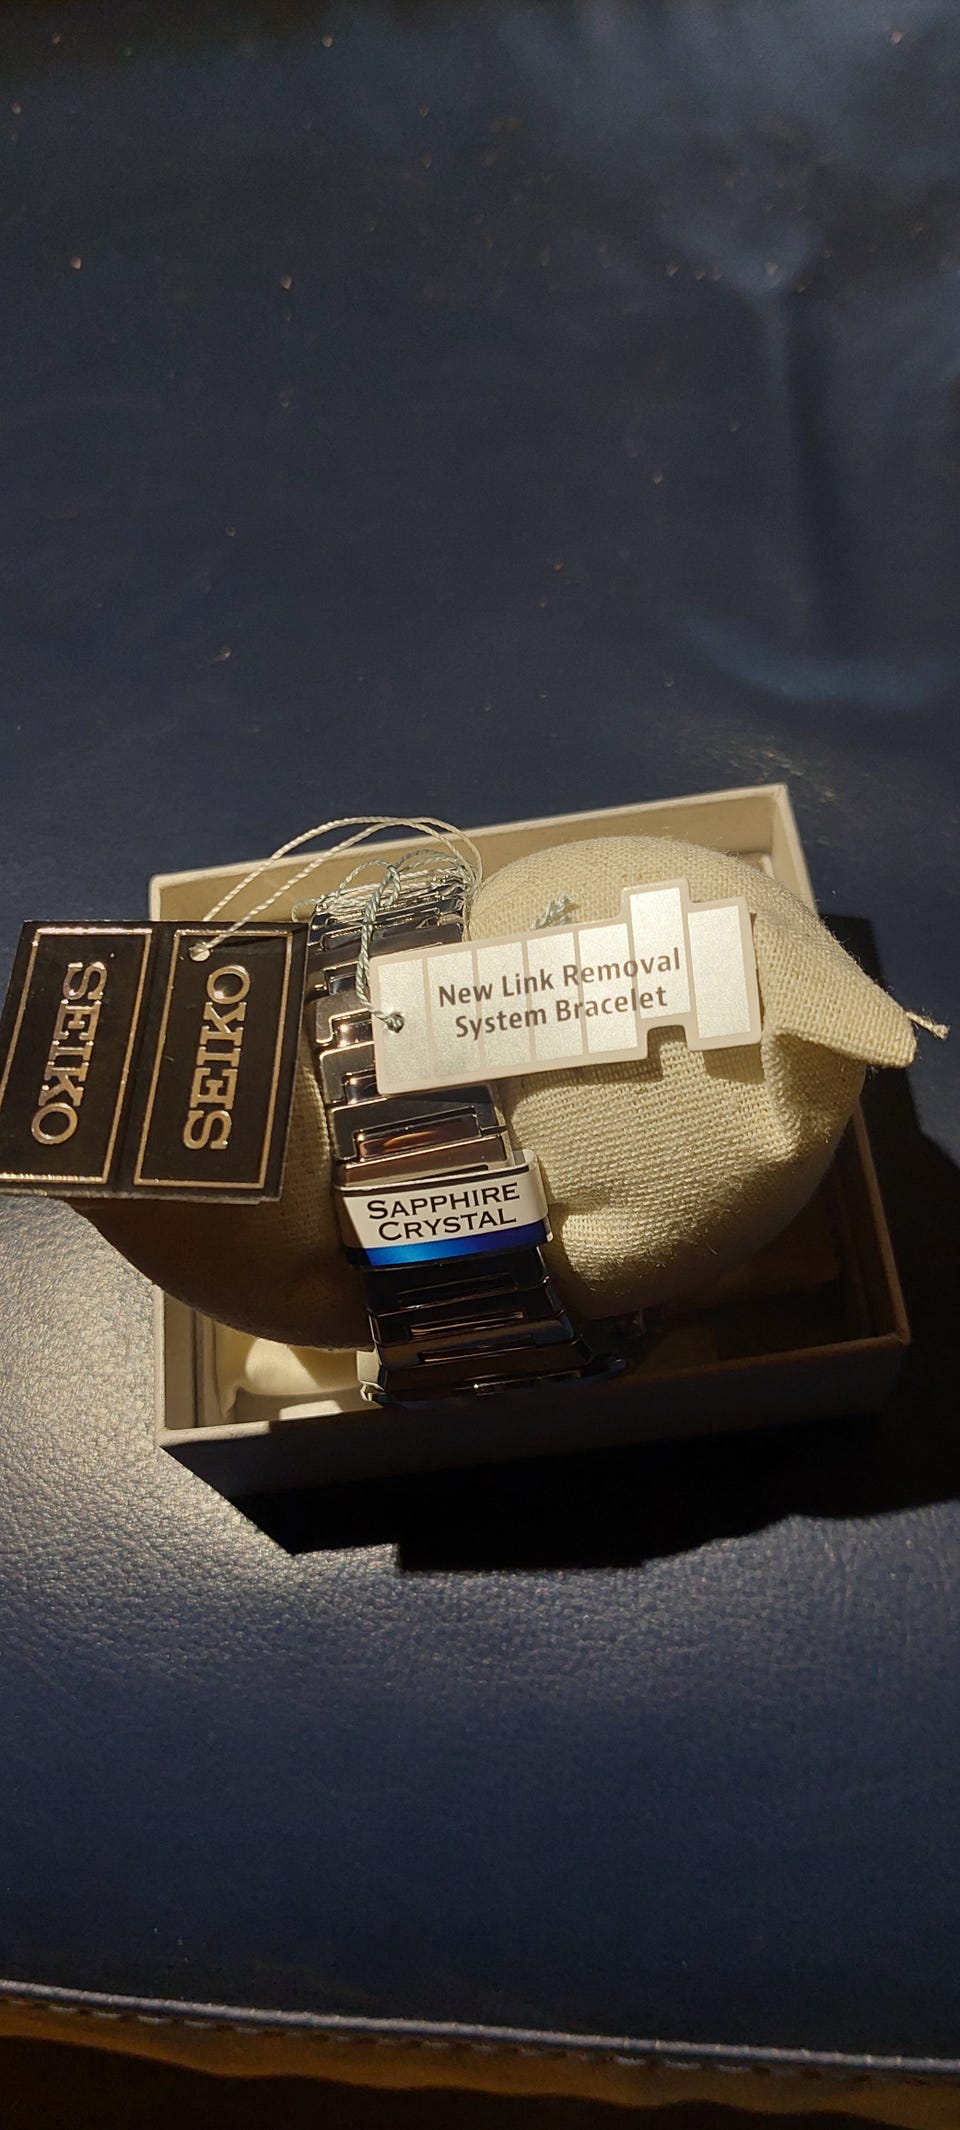 SEIKO
SEIKO
New Link Removal
System Bracelet
SAPPHIRE
CRYSTAL